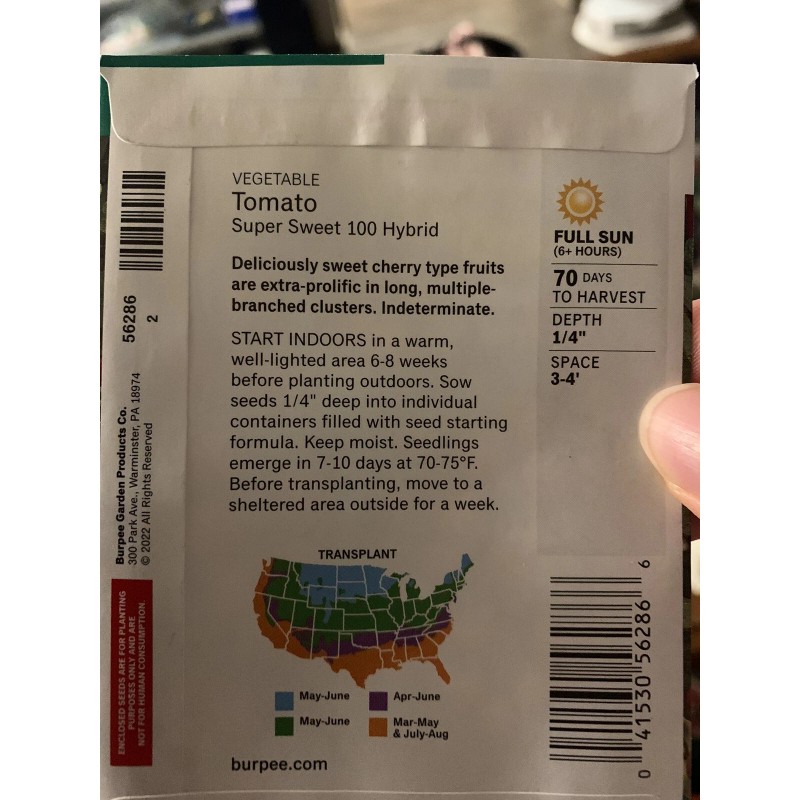 VEGETABLE
Tomato
Super Sweet 100 Hybrid
Deliciously sweet cherry type fruits
are extra-prolific in long, multiple-
branched clusters. Indeterminate.
START INDOORS in a warm,
well-lighted area 6-8 weeks
before planting outdoors. Sow
seeds 1/4" deep into individual
containers filled with seed starting
formula. Keep moist. Seedlings
emerge in 7-10 days at 70-75°F.
Before transplanting, move to a
sheltered area outside for a week.
TRANSPLANT
May-June
Apr-June
May-June
Mar-May
& July-Aug
burpee.com
FULL SUN
(6+ HOURS)
70 DAYS
TO HARVEST
DEPTH
1/4"
SPACE
3-4'
56286
2
Burpee Garden Products Co.
300 Park Ave., Warminster, PA 18974
© 2022 All Rights Reserved
ENCLOSED SEEDS ARE FOR PLANTING
PURPOSES ONLY AND ARE
NOT FOR HUMAN CONSUMPTION.
0 41530 56286 6